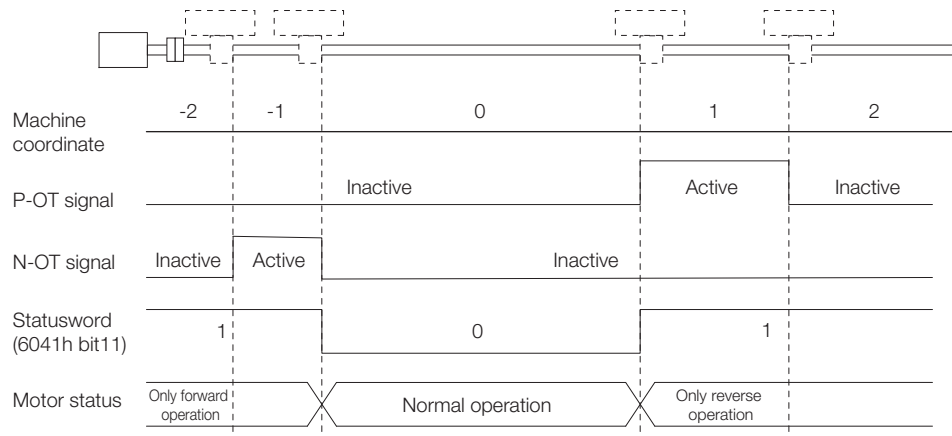 -2 -1 0 1 2
Machine
coordinate
Inactive Active Inactive
P-OT signal
N-OT signal Inactive Active Inactive
Statusword
(6041h bit11)
1 0 1
Motor status
Only forward
operation
Normal operation
Only reverse
operation